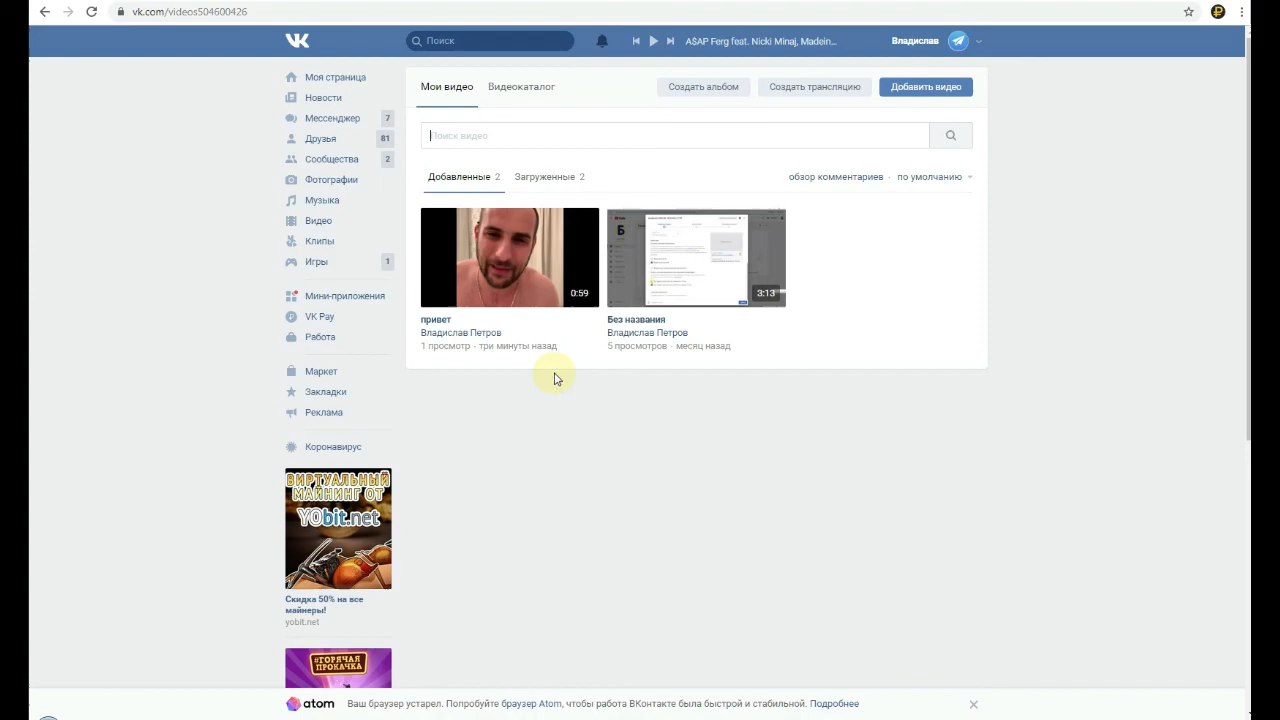 vk.com/videos504600426
Поиск
A$AP Ferg feat. Nicki Minaj, Madein...
Владислав
Моя страница
Новости
Мессенджер 7
Друзья 81
Сообщества 2
Фотографии
Музыка
Видео
Клипы
Игры 1
Мини-приложения
VK Pay
Работа
Маркет
Закладки
Реклама
Коронавирус
ВИРТУАЛЬНЫЙ
МАЙНИНГ ОТ
YObit.net
Скидка 50% на все
майнеры!
yobit.net
#ГОРЯЧАЯ
ПРОКАЧКА
Мои видео Видеокаталог Создать альбом Создать трансляцию Добавить видео
Поиск видео
Добавленные 2 Загруженные 2 обзор комментариев · по умолчанию
0:59
3:13
привет
Владислав Петров
1 просмотр · три минуты назад
Без названия
Владислав Петров
5 просмотров · месяц назад
atom Ваш браузер устарел. Попробуйте браузер Atom, чтобы работа ВКонтакте была быстрой и стабильной. Подробнее